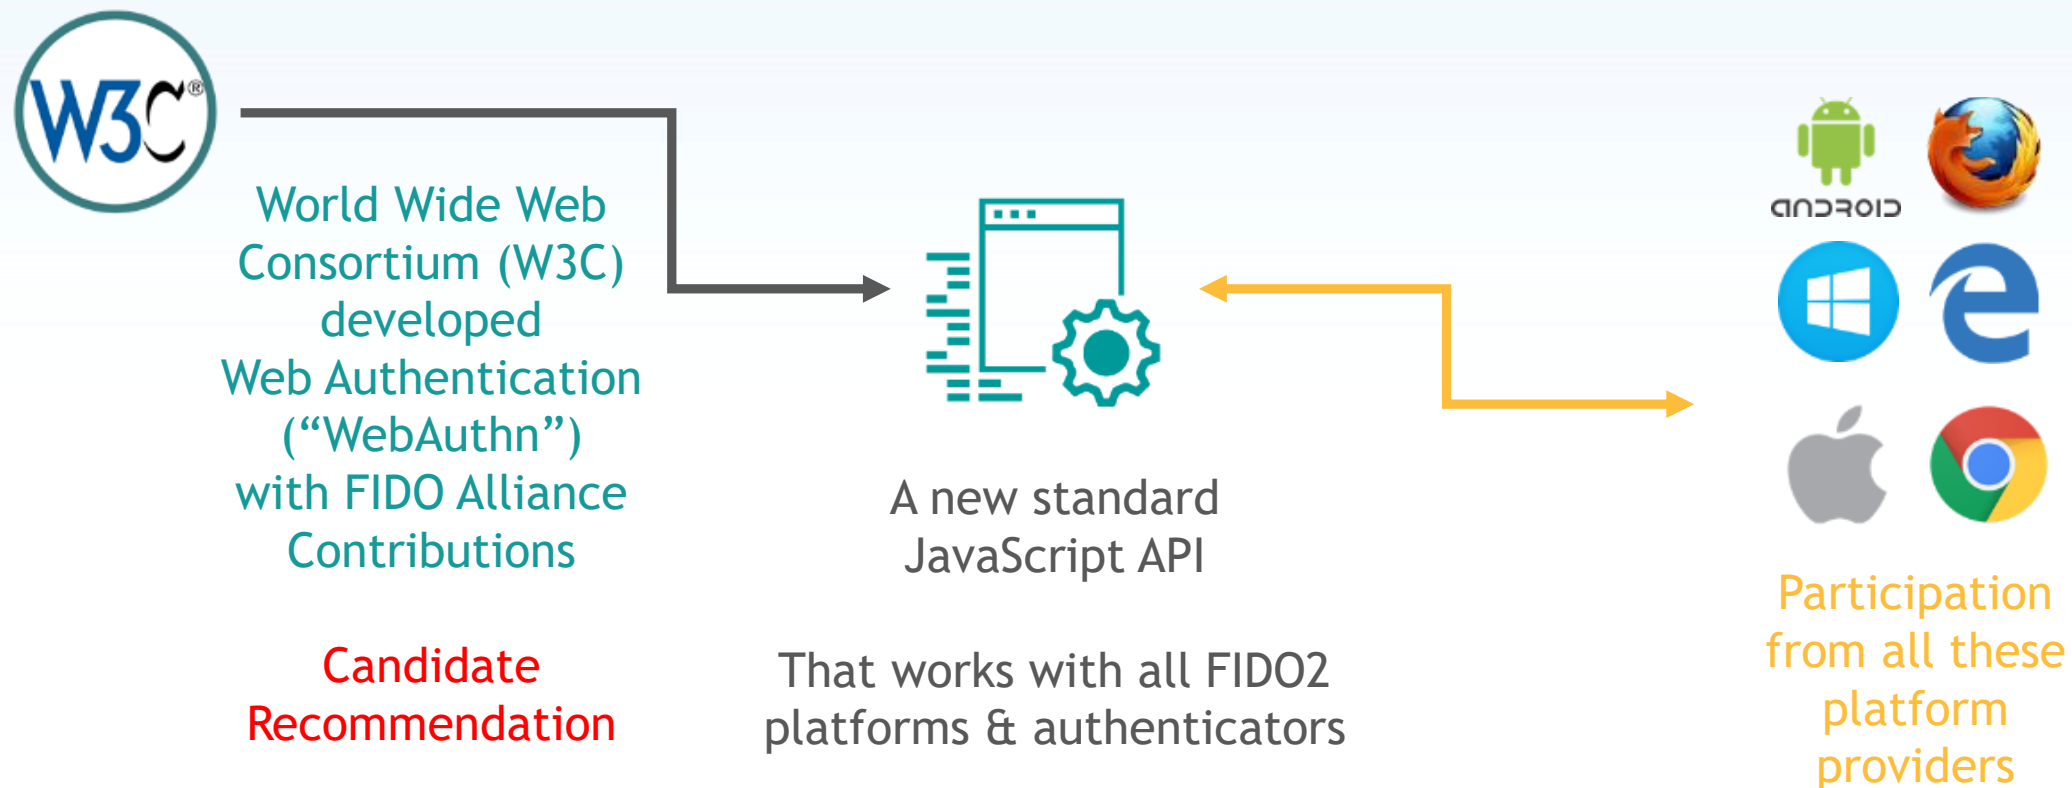 W3C®
World Wide Web
Consortium (W3C)
developed
Web Authentication
(“WebAuthn”)
with FIDO Alliance
Contributions
Candidate
Recommendation
A new standard
JavaScript API
That works with all FIDO2
platforms & authenticators
ANDROID
Participation
from all these
platform
providers